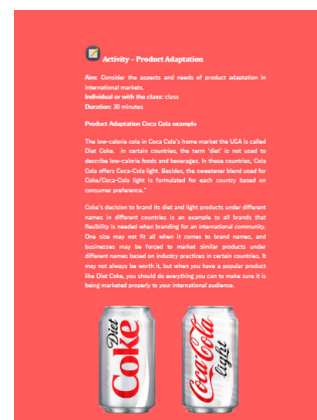 Activity – Product Adaptation
Aim: Consider the aspects and needs of product adaptation in
international markets.
Individual or with the class: class
Duration: 30 minutes
Product Adaptation Coca Cola example
The low-calorie cola in Coca Cola's home market the USA is called
Diet Coke. in certain countries, the term 'diet' is not used to
describe low-calorie foods and beverages. In these countries, Cola
Cola offers Coca-Cola light. Besides, the sweetener blend used for
Coke/Coca-Cola light is formulated for each country based on
consumer preference."
Coke's decision to brand its diet and light products under different
names in different countries is an example to all brands that
flexibility is needed when branding for an international community.
One size may not fit all when it comes to brand names, and
businesses may be forced to market similar products under
different names based on industry practices in certain countries. It
may not always be worth it, but when you have a popular product
like Diet Coke, you should do everything you can to make sure it is
being marketed properly to your international audience.
Diet
Coke
Coca-Cola
light